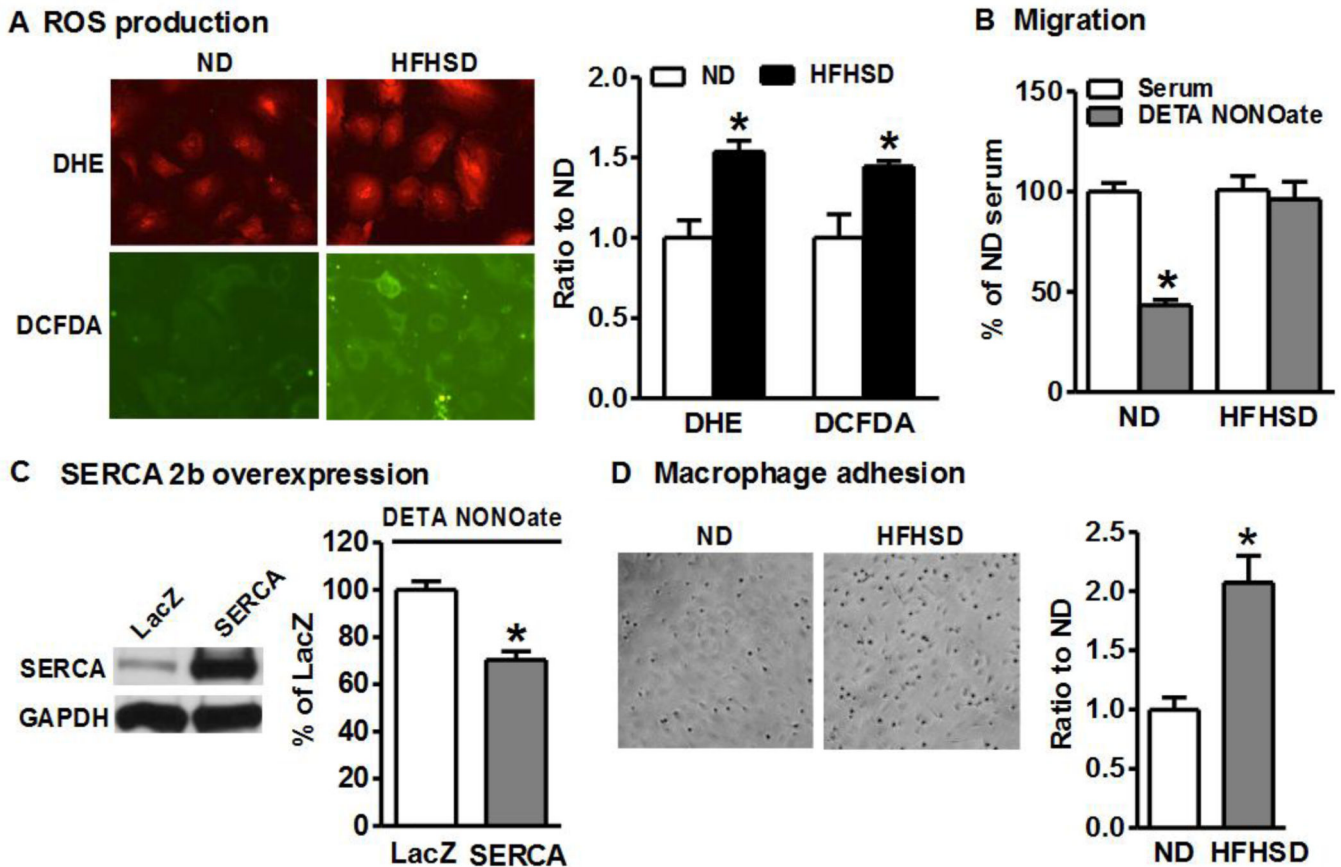 A ROS production
ND HFHSD
DHE
DCFDA
ND HFHSD
Ratio to ND
2.0
1.5
1.0
0.5
0.0
DHE DCFDA
B Migration
Serum
DETA NONOate
% of ND serum
150
100
50
0
ND HFHSD
C SERCA 2b overexpression
LacZ SERCA
SERCA
GAPDH
DETA NONOate
% of LacZ
120
100
80
60
40
20
0
*
*
*
*
*
LacZ SERCA
D Macrophage adhesion
ND HFHSD
Ratio to ND
2.5
2.0
1.5
1.0
0.5
0.0
ND HFHSD